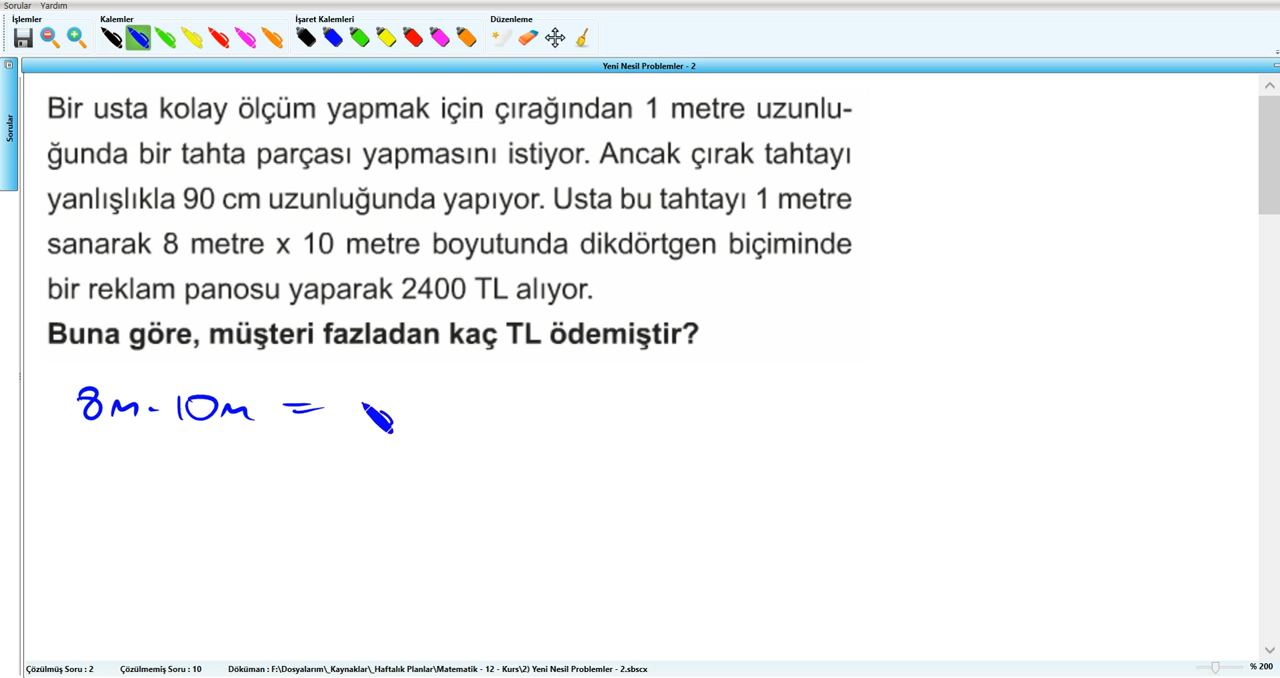 Sorular Yardım
İşlemler Kalemler İşaret Kalemleri Düzenleme
Yeni Nesil Problemler - 2
Sorular
Bir usta kolay ölçüm yapmak için çırağından 1 metre uzunlu-
ğunda bir tahta parçası yapmasını istiyor. Ancak çırak tahtayı
yanlışlıkla 90 cm uzunluğunda yapıyor. Usta bu tahtayı 1 metre
sanarak 8 metre x 10 metre boyutunda dikdörtgen biçiminde
bir reklam panosu yaparak 2400 TL alıyor.
Buna göre, müşteri fazladan kaç TL ödemiştir?
8m · 10m =
Çözülmüş Soru : 2 Çözülmemiş Soru : 10 Döküman : F:\Dosyalarım\_Kaynaklar\_Haftalık Planlar\Matematik - 12 - Kurs\2) Yeni Nesil Problemler - 2.sbscx % 200